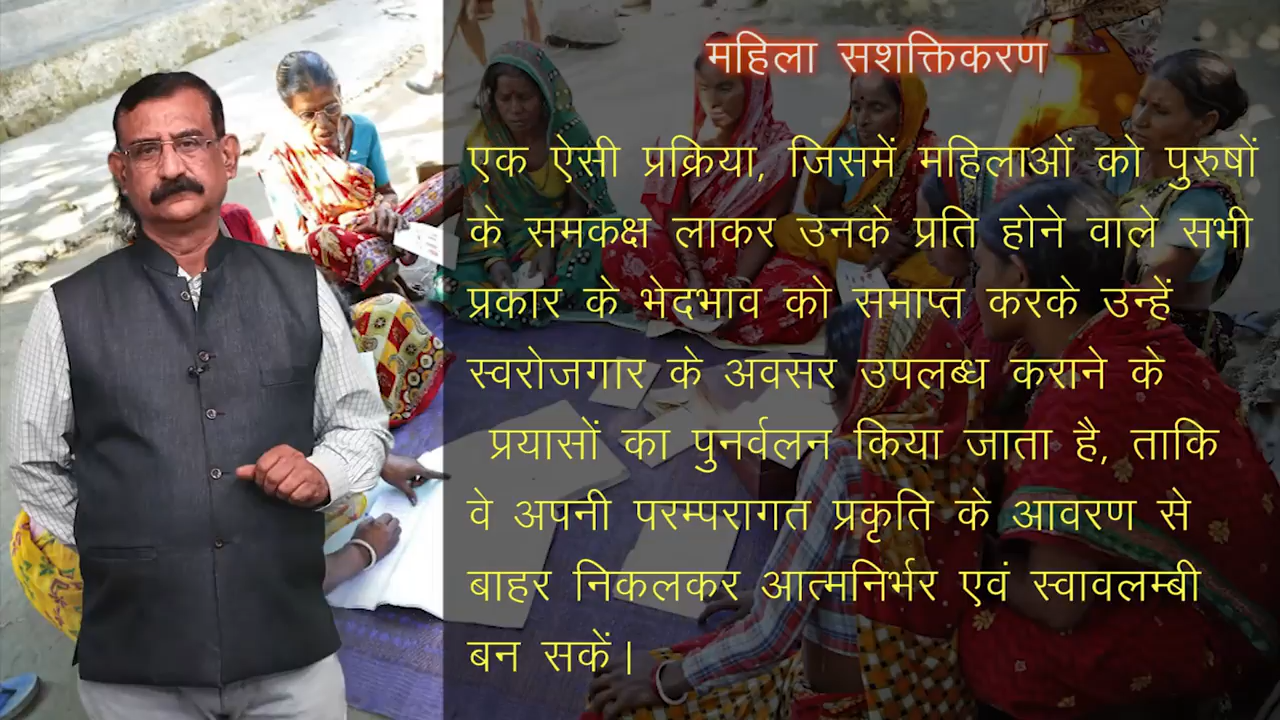 महिला सशक्तिकरण
एक ऐसी प्रक्रिया, जिसमें महिलाओं को पुरुषों
के समकक्ष लाकर उनके प्रति होने वाले सभी
प्रकार के भेदभाव को समाप्त करके उन्हें
स्वरोजगार के अवसर उपलब्ध कराने के
प्रयासों का पुनर्वलन किया जाता है, ताकि
वे अपनी परम्परागत प्रकृति के आवरण से
बाहर निकलकर आत्मनिर्भर एवं स्वावलम्बी
बन सकें।